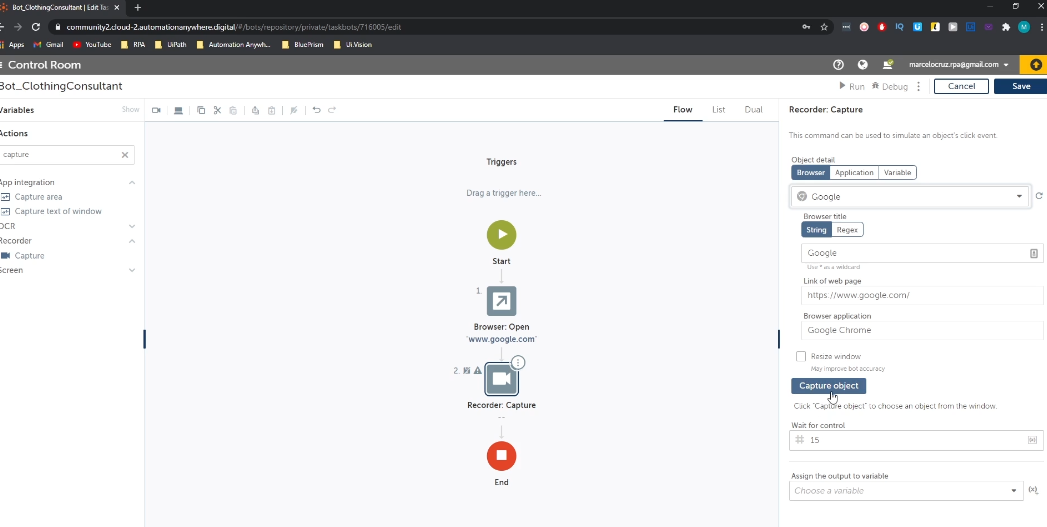 Bot_ClothingConsultant | Edit Tas
community2.cloud-2.automationanywhere.digital/#/bots/repository/private/taskbots/716905/edit
Apps Gmail YouTube RPA UiPath Automation Anywh... BluePrism Ui.Vision
Control Room
marcelocruz.rpa@gmail.com
Bot_ClothingConsultant
Run Debug Cancel Save
Variables Show
Flow List Dual
Recorder: Capture
Actions
This command can be used to simulate an object's click event.
capture
Object detail
Browser Application Variable
Triggers
App integration
Capture area
Drag a trigger here...
Google
Capture text of window
Browser title
OCR
String Regex
Recorder
Google
Capture
Start
Use * as a wildcard
Screen
Link of web page
1.
https://www.google.com/
Browser application
Browser: Open
Google Chrome
"www.google.com"
Resize window
May improve bot accuracy
2.
Capture object
Recorder: Capture
Click "Capture object" to choose an object from the window.
--
Wait for control
# 15
Assign the output to variable
End
Choose a variable
(x)